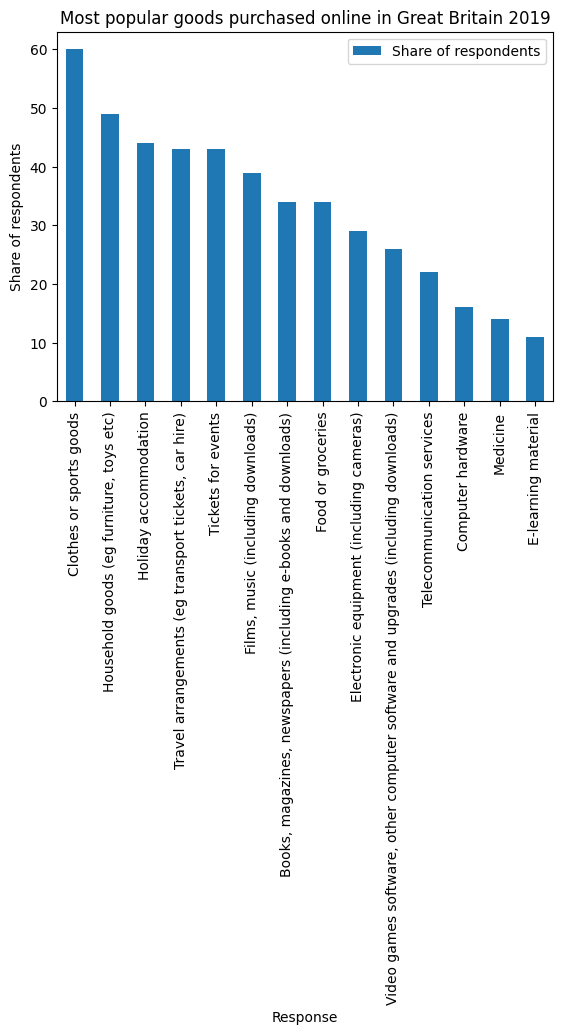 Most popular goods purchased online in Great Britain 2019
Share of respondents
Share of respondents
60
50
40
30
20
10
0
Clothes or sports goods
Household goods (eg furniture, toys etc)
Holiday accommodation
Travel arrangements (eg transport tickets, car hire)
Tickets for events
Films, music (including downloads)
Books, magazines, newspapers (including e-books and downloads)
Food or groceries
Electronic equipment (including cameras)
Video games software, other computer software and upgrades (including downloads)
Telecommunication services
Computer hardware
Medicine
E-learning material
Response